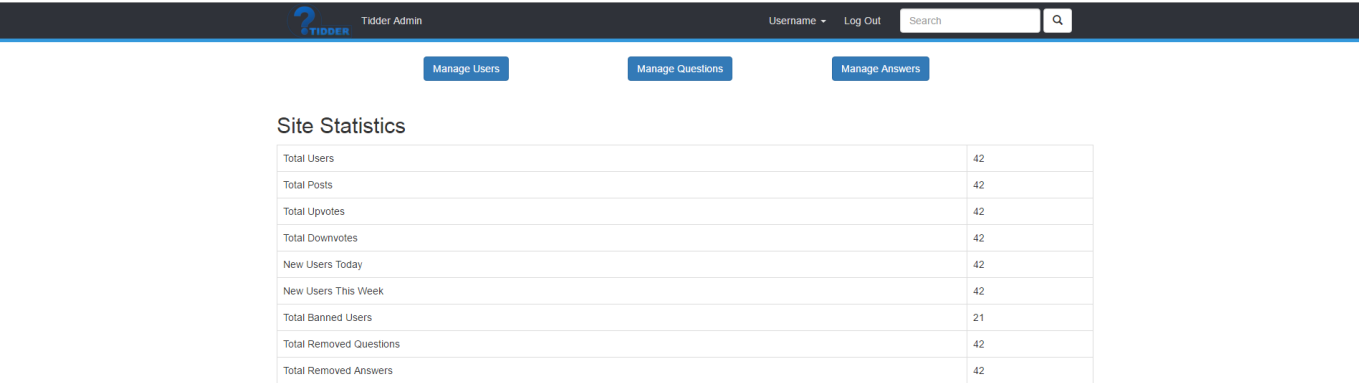 ?TIDDER Tidder Admin Username Log Out Search
Manage Users Manage Questions Manage Answers
Site Statistics
Total Users 42
Total Posts 42
Total Upvotes 42
Total Downvotes 42
New Users Today 42
New Users This Week 42
Total Banned Users 21
Total Removed Questions 42
Total Removed Answers 42